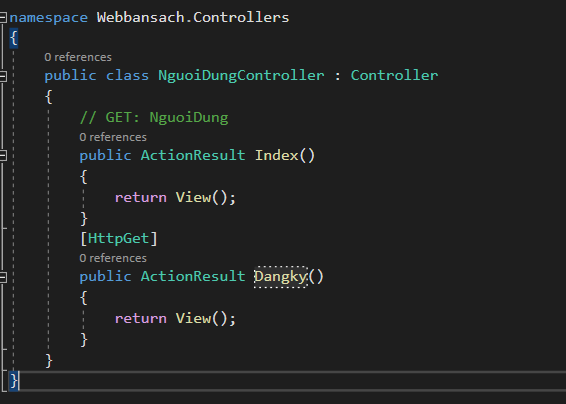 namespace Webbansach.Controllers
{
0 references
public class NguoiDungController : Controller
{
// GET: NguoiDung
0 references
public ActionResult Index()
{
return View();
}
[HttpGet]
0 references
public ActionResult Dangky()
{
return View();
}
}
}